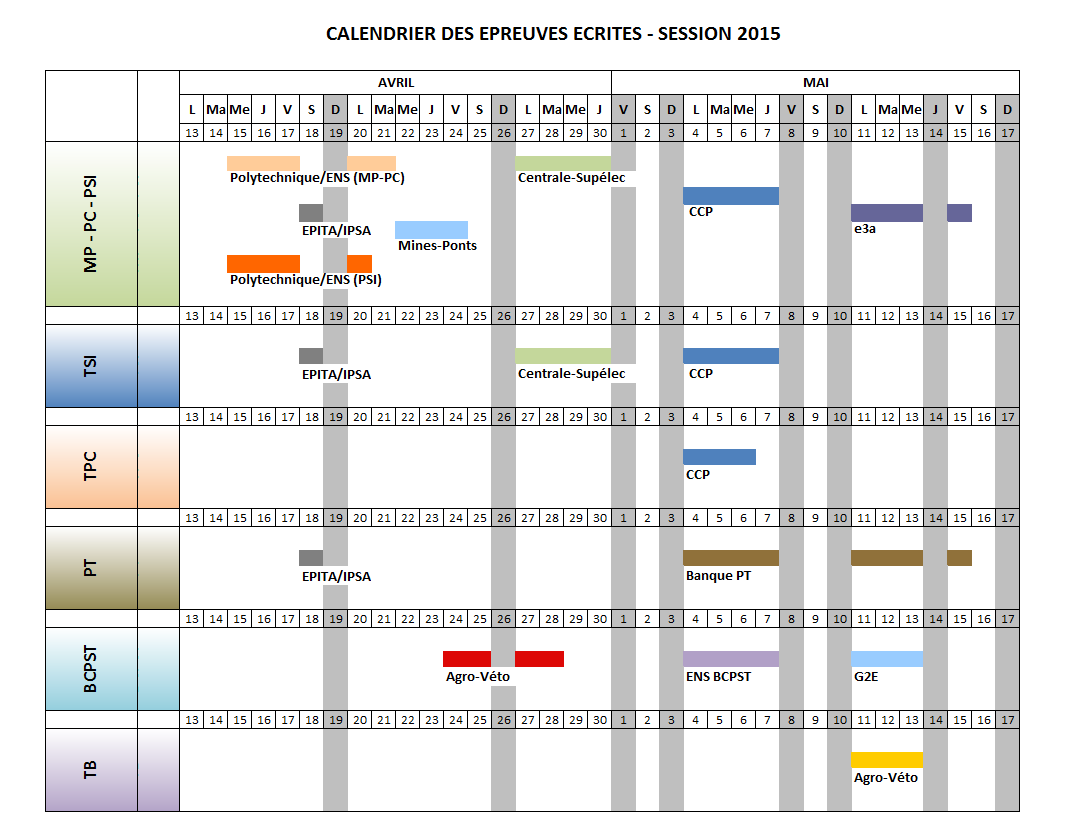 CALENDRIER DES EPREUVES ECRITES - SESSION 2015
AVRIL MAI
L Ma Me J V S D L Ma Me J V S D L Ma Me J V S D L Ma Me J V S D L Ma Me J V S D
13 14 15 16 17 18 19 20 21 22 23 24 25 26 27 28 29 30 1 2 3 4 5 6 7 8 9 10 11 12 13 14 15 16 17
MP - PC - PSI
Polytechnique/ENS (MP-PC) Centrale-Supélec
CCP
EPITA/IPSA e3a
Mines-Ponts
Polytechnique/ENS (PSI)
13 14 15 16 17 18 19 20 21 22 23 24 25 26 27 28 29 30 1 2 3 4 5 6 7 8 9 10 11 12 13 14 15 16 17
TSI
EPITA/IPSA Centrale-Supélec CCP
13 14 15 16 17 18 19 20 21 22 23 24 25 26 27 28 29 30 1 2 3 4 5 6 7 8 9 10 11 12 13 14 15 16 17
TPC
CCP
13 14 15 16 17 18 19 20 21 22 23 24 25 26 27 28 29 30 1 2 3 4 5 6 7 8 9 10 11 12 13 14 15 16 17
PT
EPITA/IPSA Banque PT
13 14 15 16 17 18 19 20 21 22 23 24 25 26 27 28 29 30 1 2 3 4 5 6 7 8 9 10 11 12 13 14 15 16 17
BCPST
Agro-Véto ENS BCPST G2E
13 14 15 16 17 18 19 20 21 22 23 24 25 26 27 28 29 30 1 2 3 4 5 6 7 8 9 10 11 12 13 14 15 16 17
TB
Agro-Véto